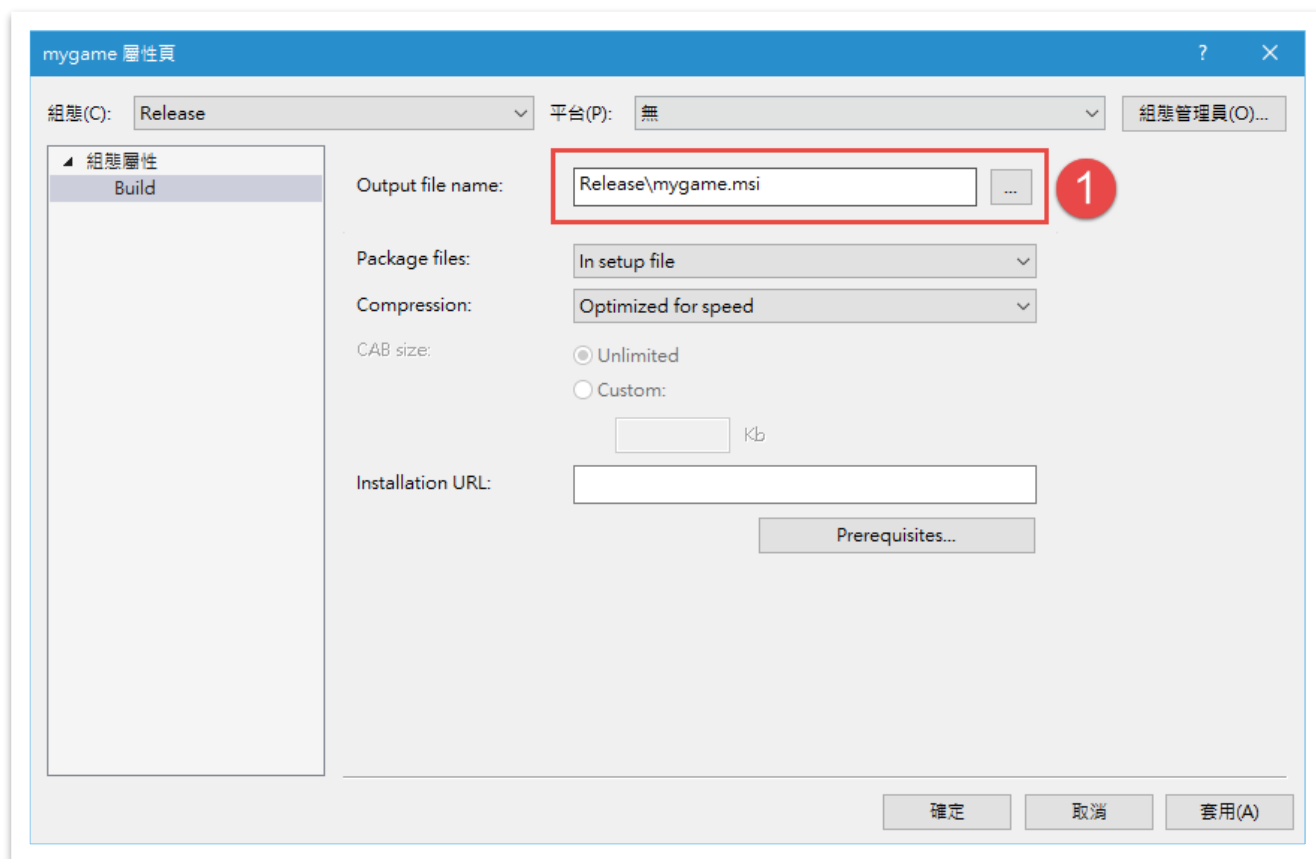 mygame 屬性頁
組態(C): Release 平台(P): 無 組態管理員(O)...
組態屬性
Build
Output file name: Release\mygame.msi ... 1
Package files: In setup file
Compression: Optimized for speed
CAB size: Unlimited
Custom:
Kb
Installation URL:
Prerequisites...
確定 取消 套用(A)